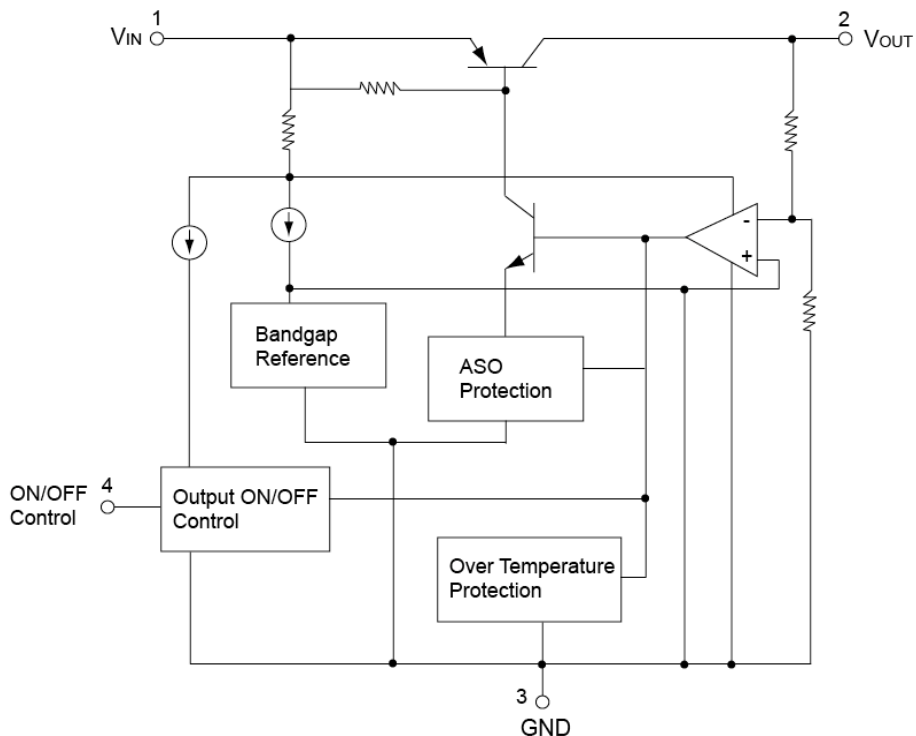 1
VIN
2
VOUT
-
+
Bandgap
Reference
ASO
Protection
ON/OFF
Control
4
Output ON/OFF
Control
Over Temperature
Protection
3
GND